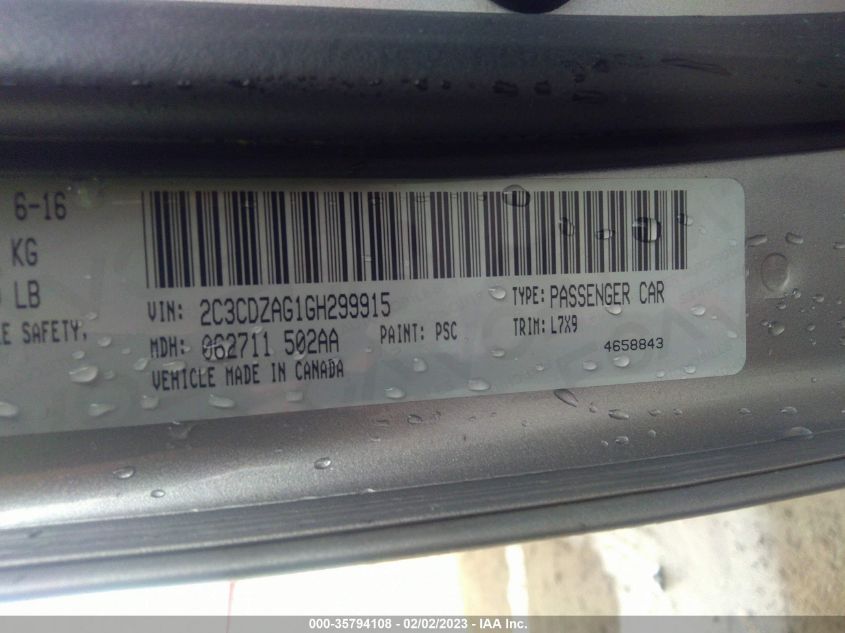 6-16
KG
LB
E SAFETY,
VIN: 2C3CDZAG1GH299915
TYPE: PASSENGER CAR
MDH: 062711 502AA
PAINT: PSC
TRIM: L7X9
VEHICLE MADE IN CANADA
4658843
000-35794108 - 02/02/2023 - IAA Inc.